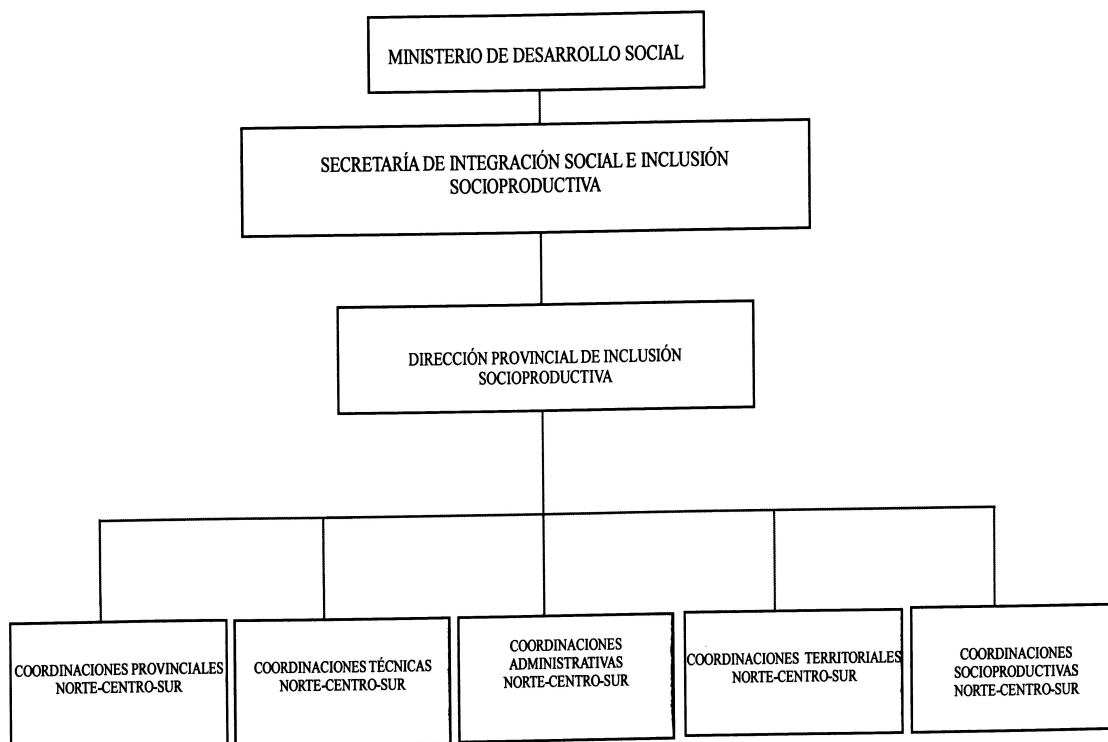 MINISTERIO DE DESARROLLO SOCIAL
SECRETARÍA DE INTEGRACIÓN SOCIAL E INCLUSIÓN
SOCIOPRODUCTIVA
DIRECCIÓN PROVINCIAL DE INCLUSIÓN
SOCIOPRODUCTIVA
COORDINACIONES PROVINCIALES
NORTE-CENTRO-SUR
COORDINACIONES TÉCNICAS
NORTE-CENTRO-SUR
COORDINACIONES
ADMINISTRATIVAS
NORTE-CENTRO-SUR
COORDINACIONES TERRITORIALES
NORTE-CENTRO-SUR
COORDINACIONES
SOCIOPRODUCTIVAS
NORTE-CENTRO-SUR